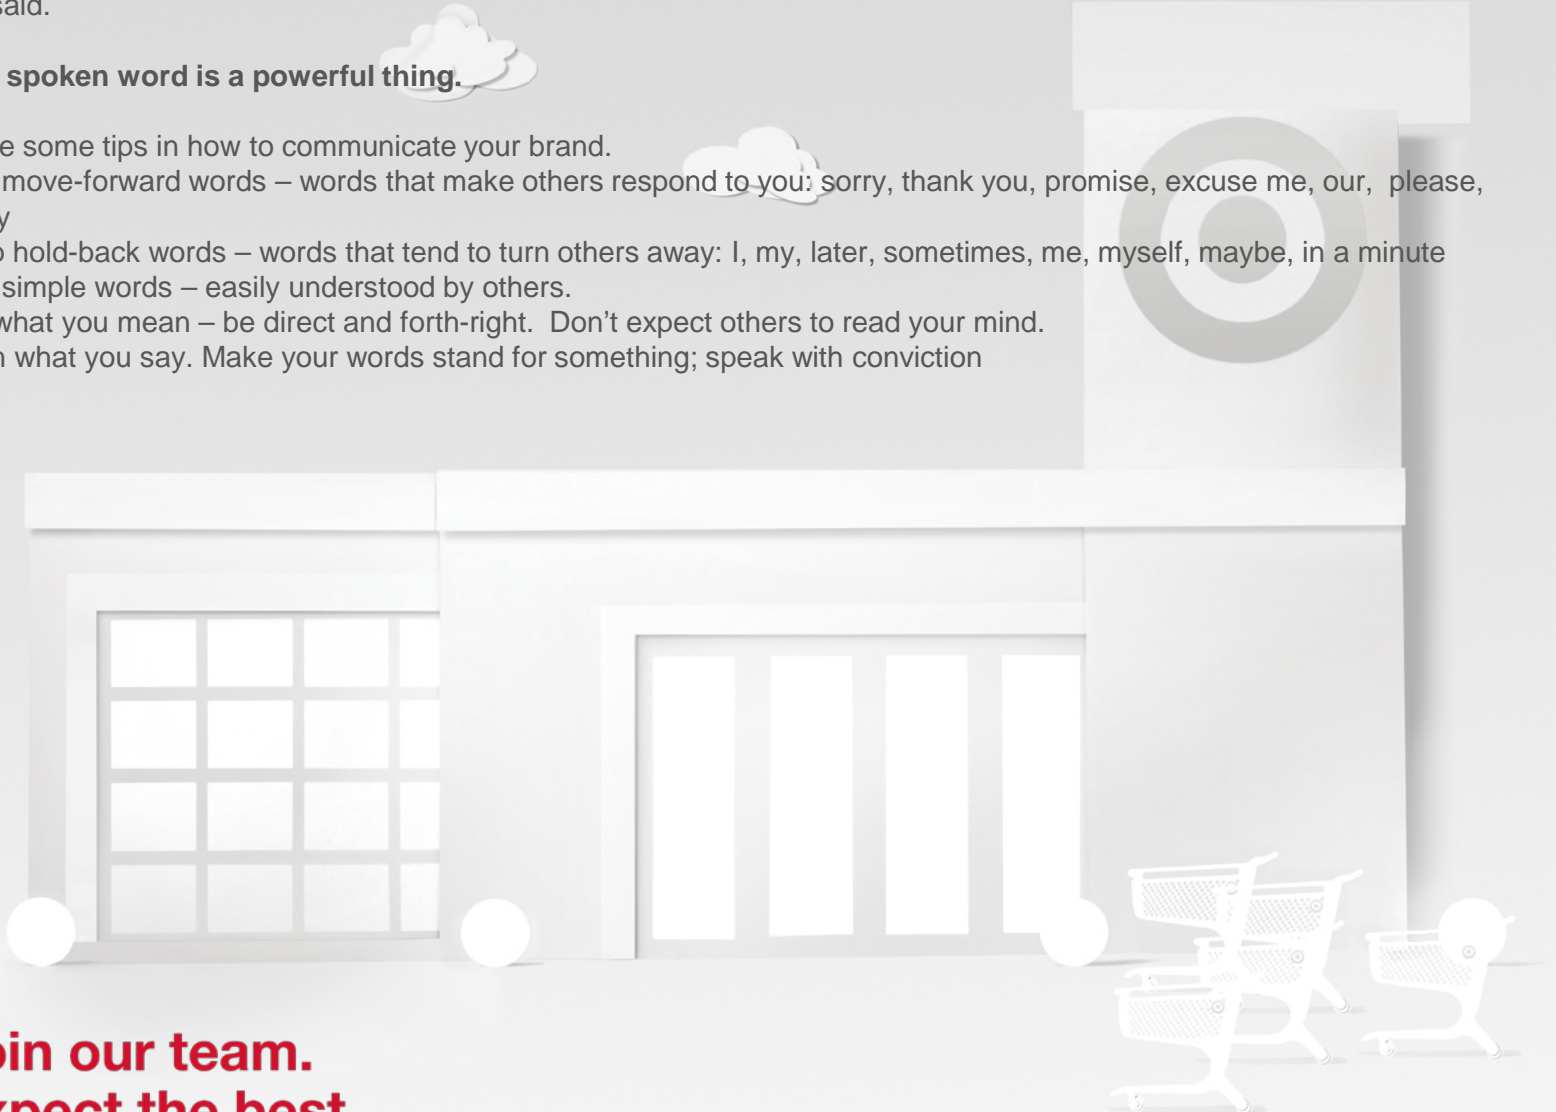 said.
spoken word is a powerful thing.
e some tips in how to communicate your brand.
move-forward words – words that make others respond to you: sorry, thank you, promise, excuse me, our, please,
y
o hold-back words – words that tend to turn others away: I, my, later, sometimes, me, myself, maybe, in a minute
simple words – easily understood by others.
what you mean – be direct and forth-right. Don't expect others to read your mind.
n what you say. Make your words stand for something; speak with conviction
oin our team.
xpect the best